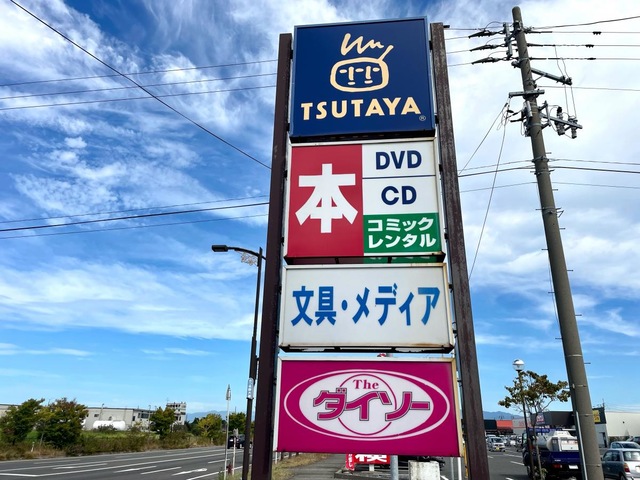 TSUTAYA
®
本
DVD
CD
コミック
レンタル
文具・メディア
The
ダイソー